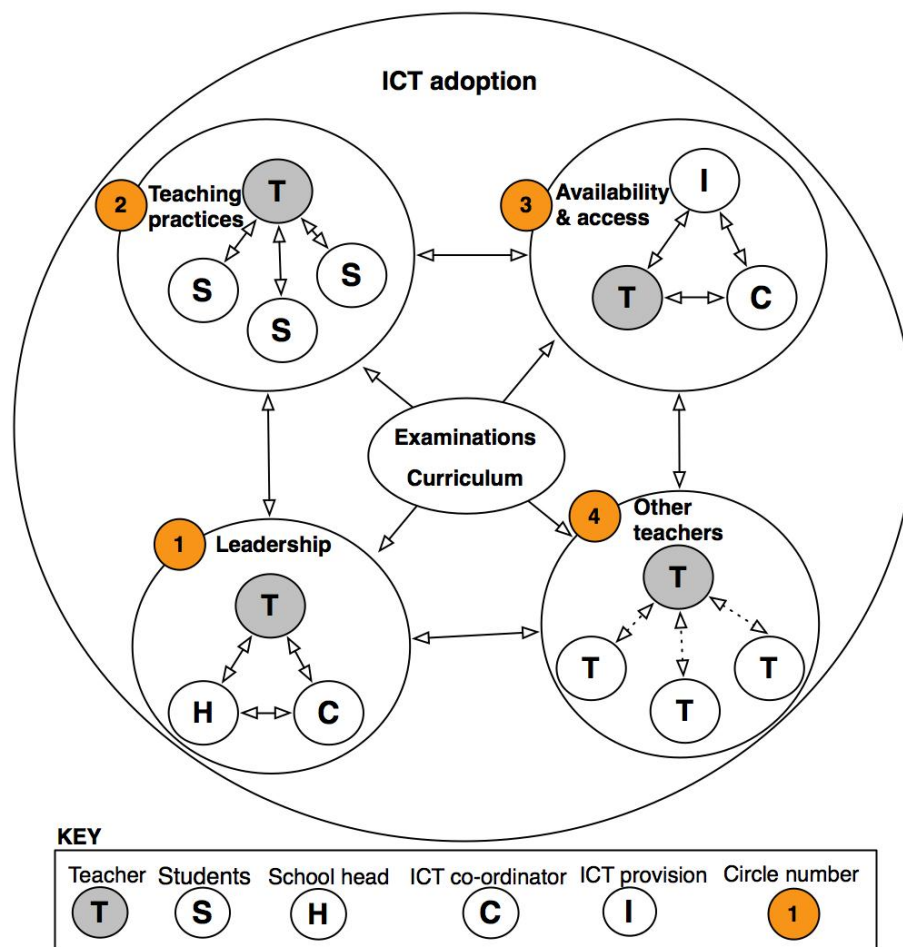 ICT adoption
2
Teaching
practices
T
S
S
S
3
Availability
& access
I
T
C
Examinations
Curriculum
1
Leadership
T
H
C
4
Other
teachers
T
T
T
T
KEY
Teacher Students School head ICT co-ordinator ICT provision Circle number
T S H C I 1